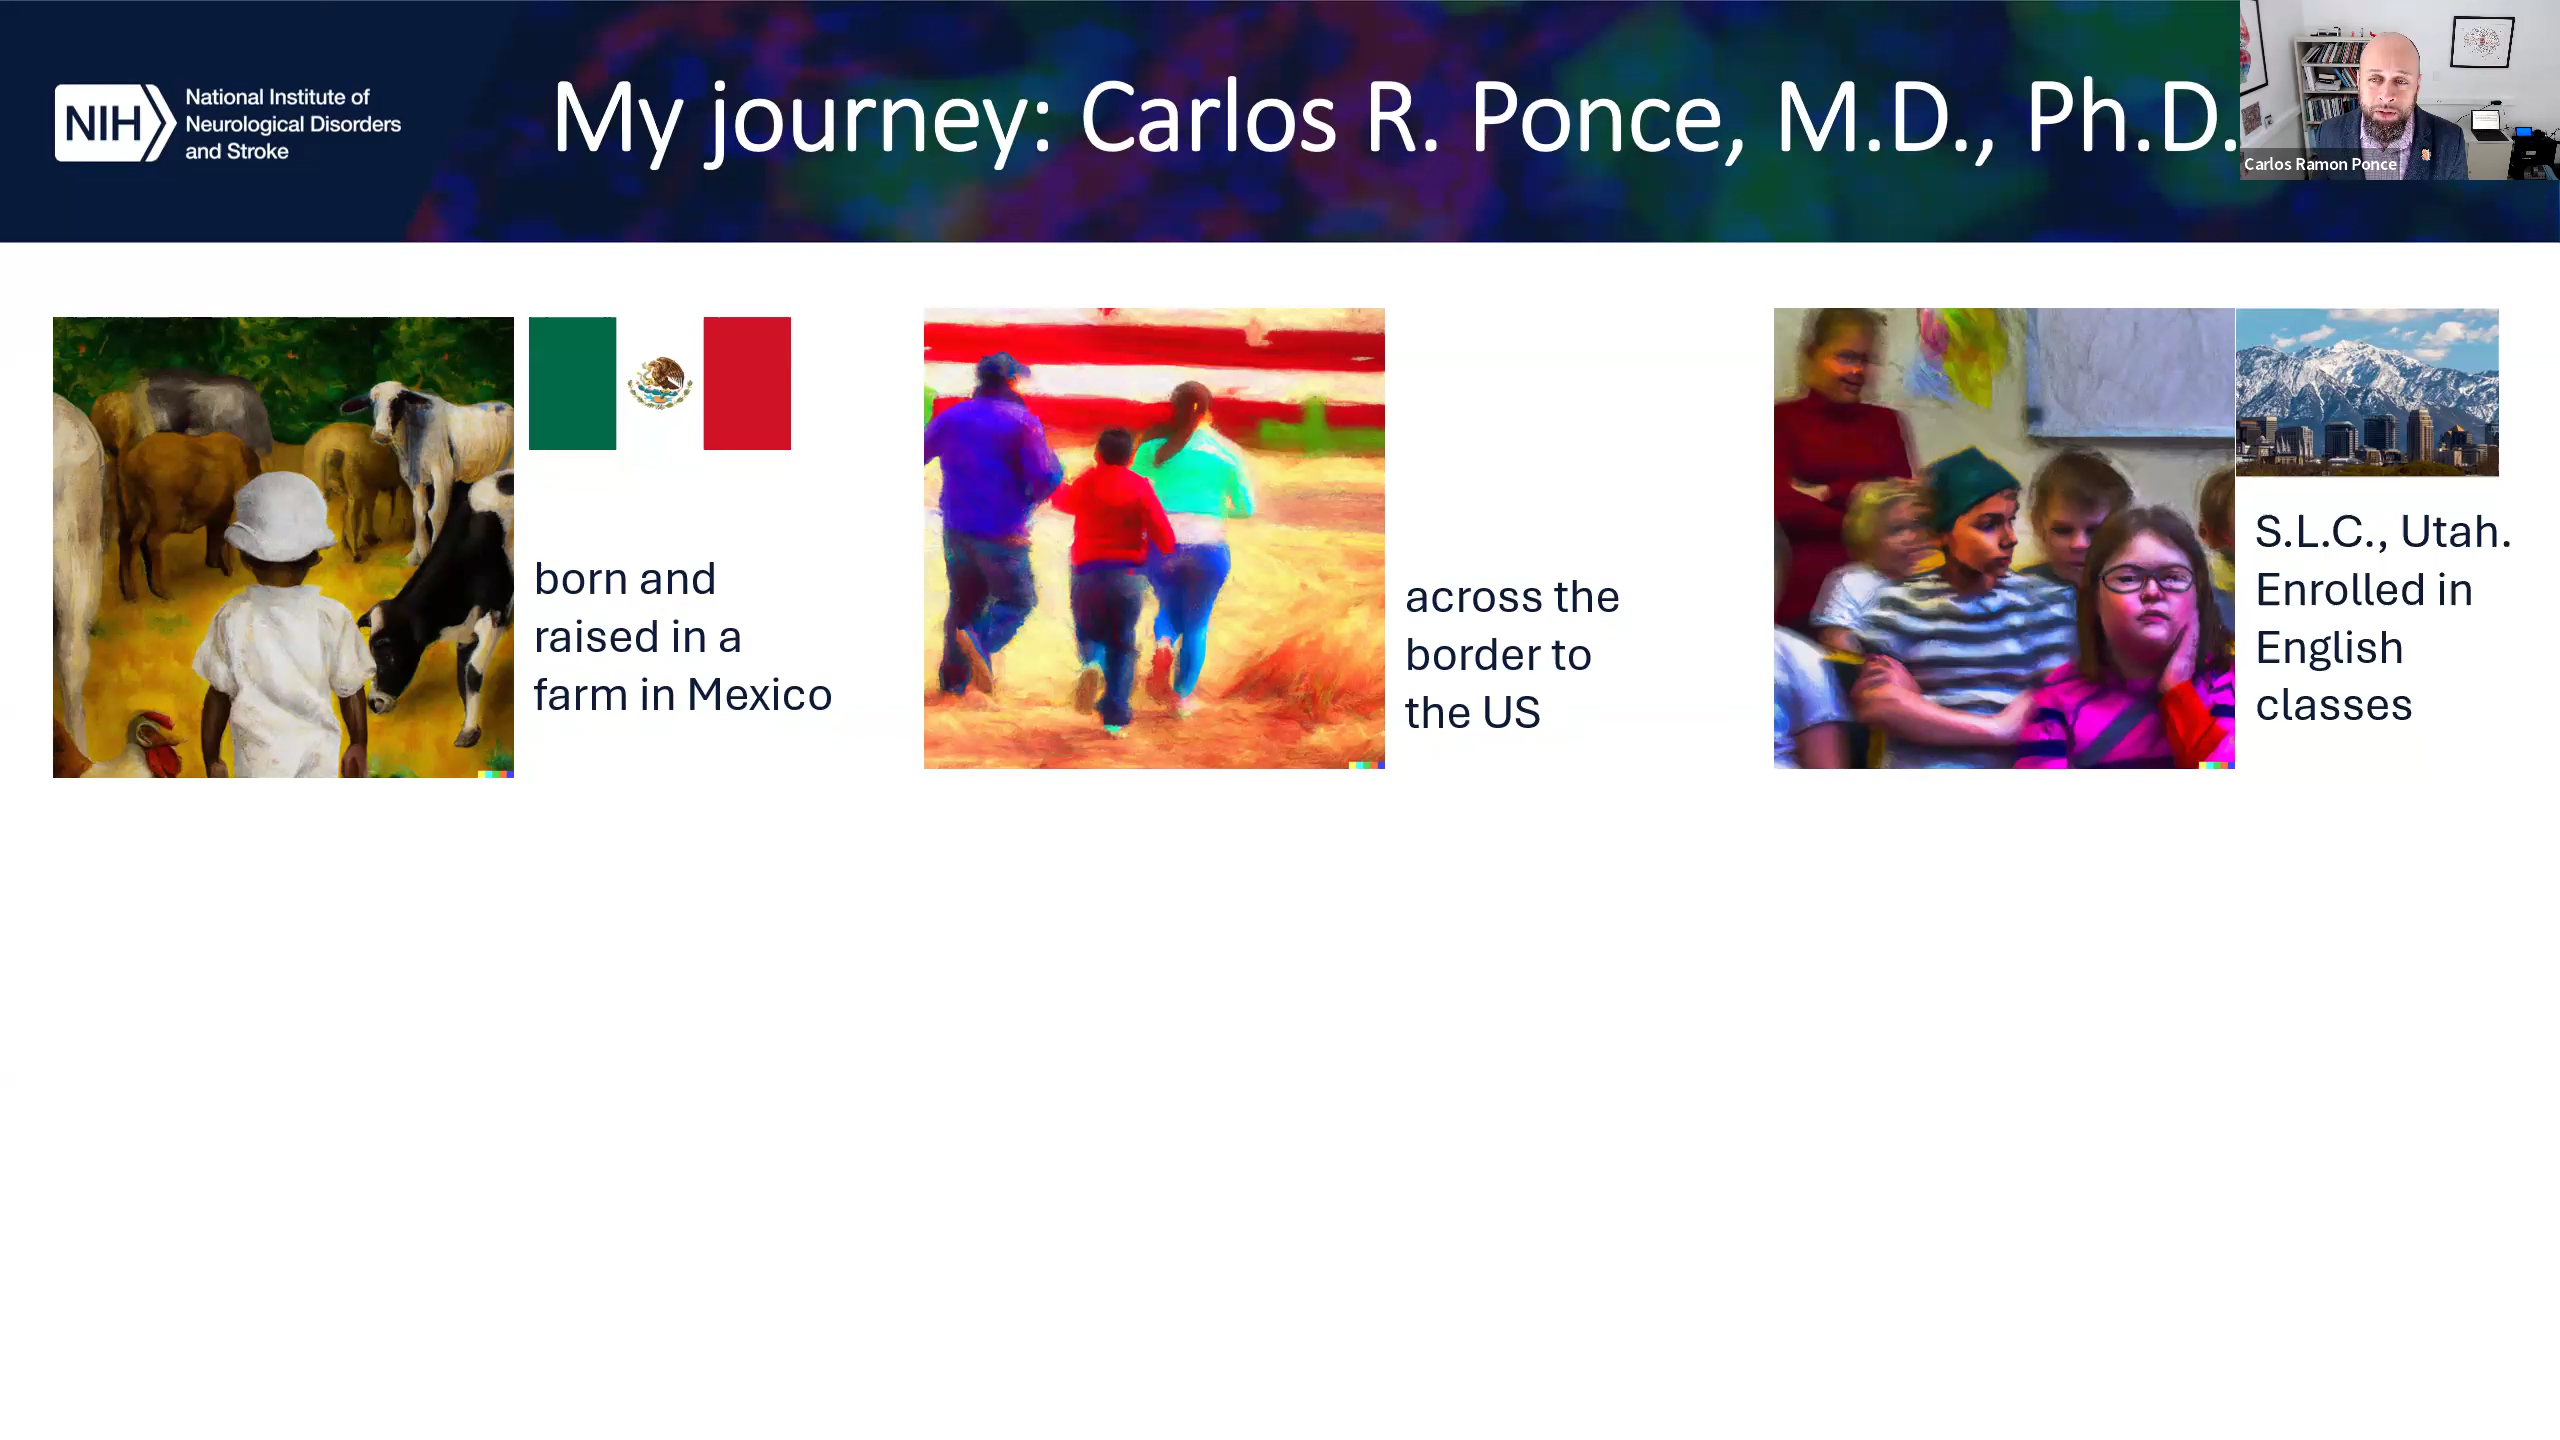 NIH
National Institute of
Neurological Disorders
and Stroke
My journey: Carlos R. Ponce, M.D., Ph.D.
Carlos Ramon Ponce
born and
raised in a
farm in Mexico
across the
border to
the US
S.L.C., Utah.
Enrolled in
English
classes